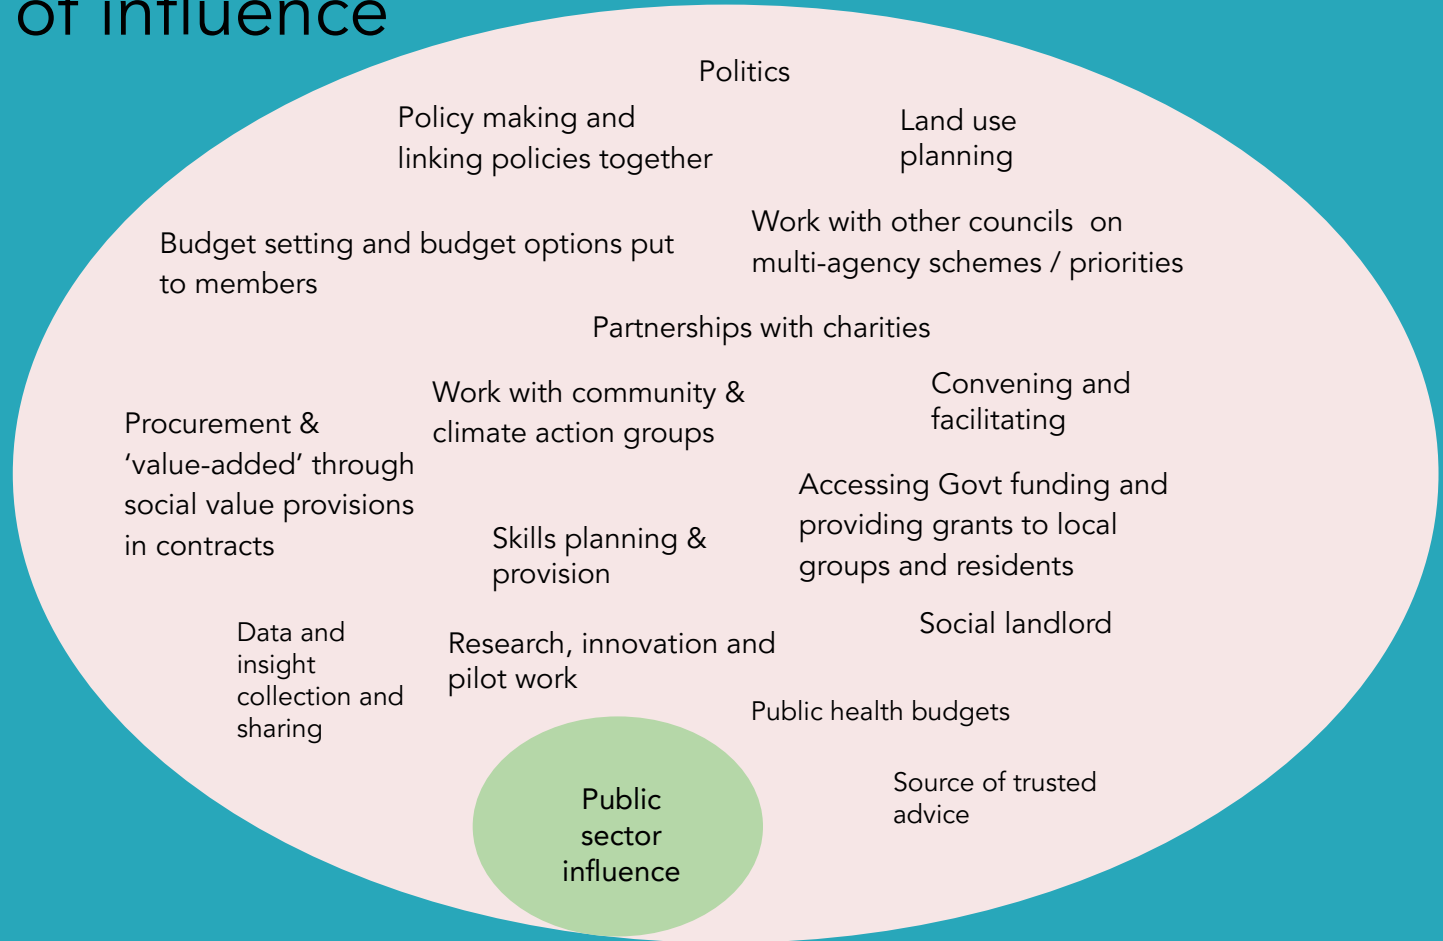 of influence
Politics
Policy making and
linking policies together
Land use
planning
Budget setting and budget options put
to members
Work with other councils  on
multi-agency schemes / priorities
Partnerships with charities
Work with community &
climate action groups
Convening and
facilitating
Procurement &
‘value-added’ through
social value provisions
in contracts
Accessing Govt funding and
providing grants to local
groups and residents
Skills planning &
provision
Social landlord
Data and
insight
collection and
sharing
Research, innovation and
pilot work
Public health budgets
Source of trusted
advice
Public
sector
influence